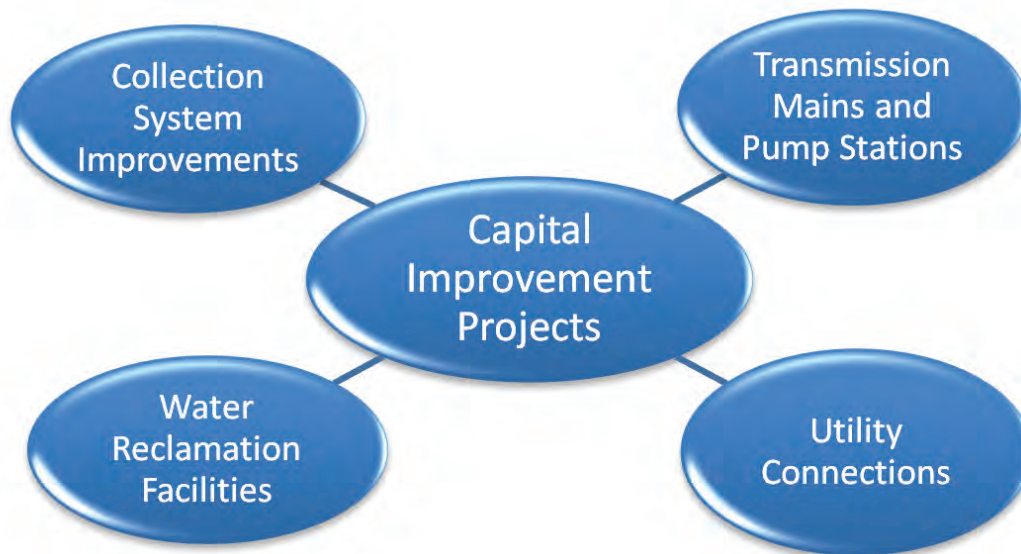 Collection
System
Improvements
Transmission
Mains and
Pump Stations
Capital
Improvement
Projects
Water
Reclamation
Facilities
Utility
Connections